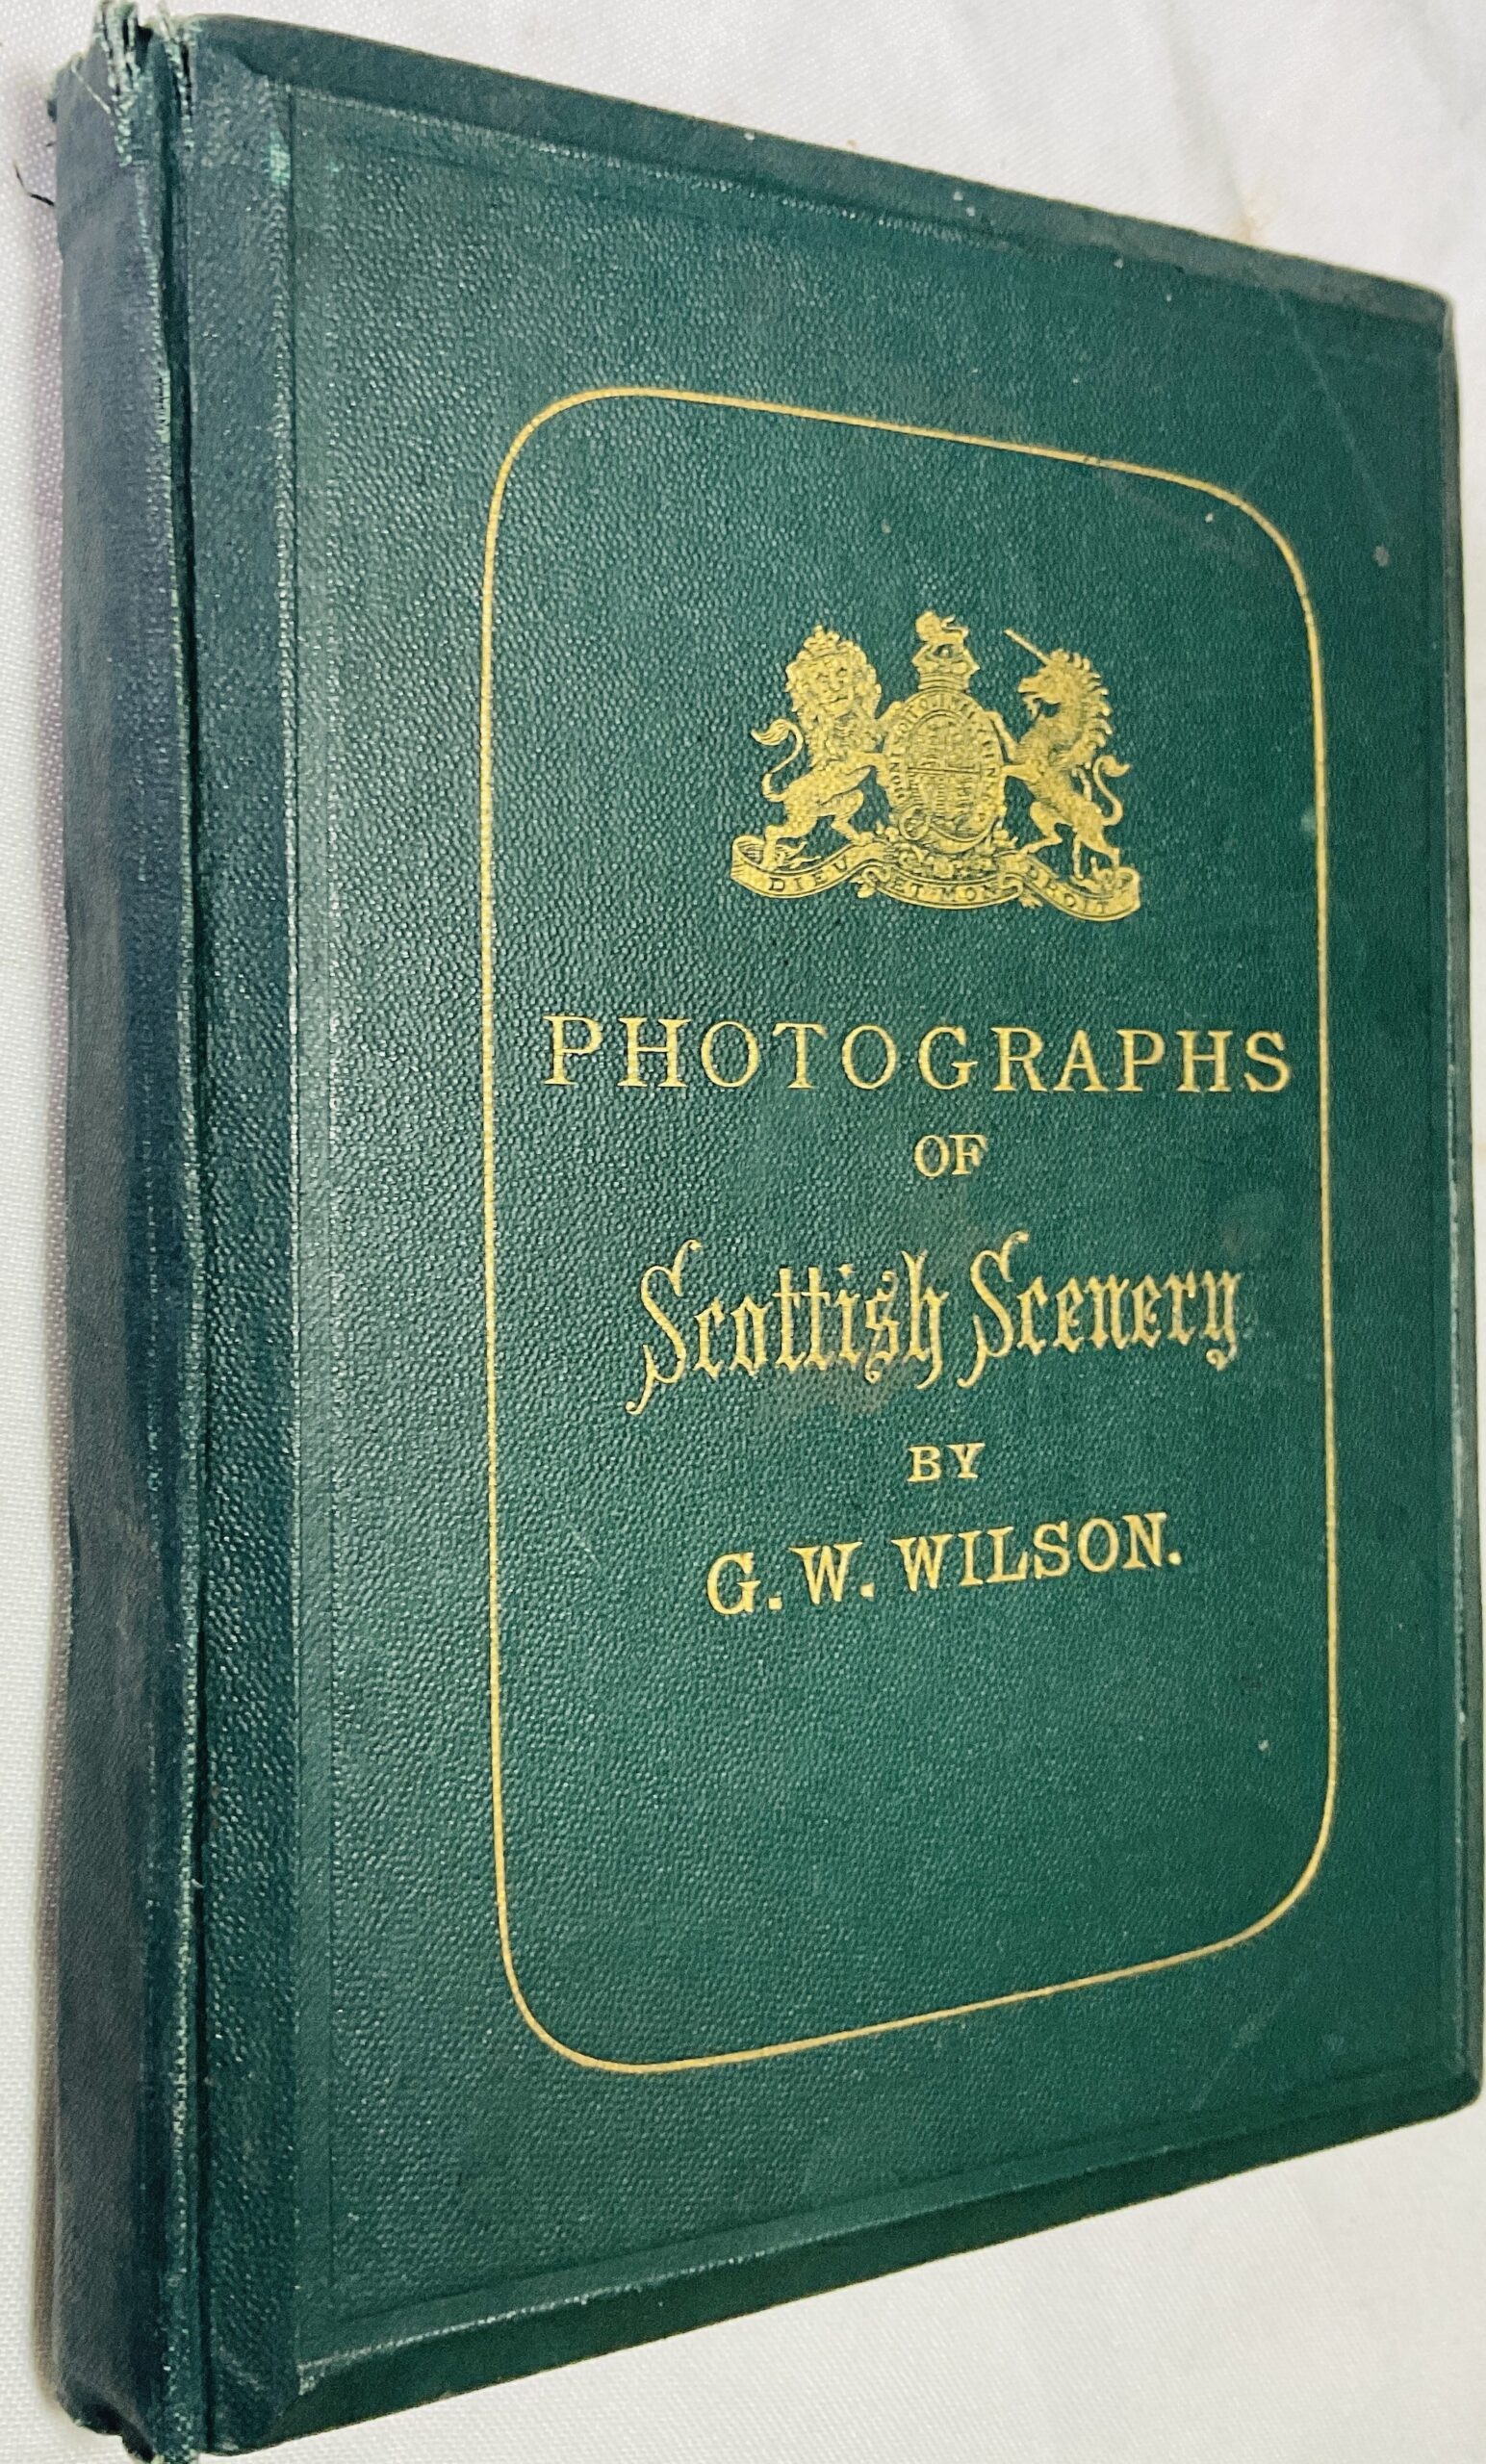 DIEU ET MON DROIT
PHOTOGRAPHS
OF
Scottish Scenery
BY
G. W. WILSON.